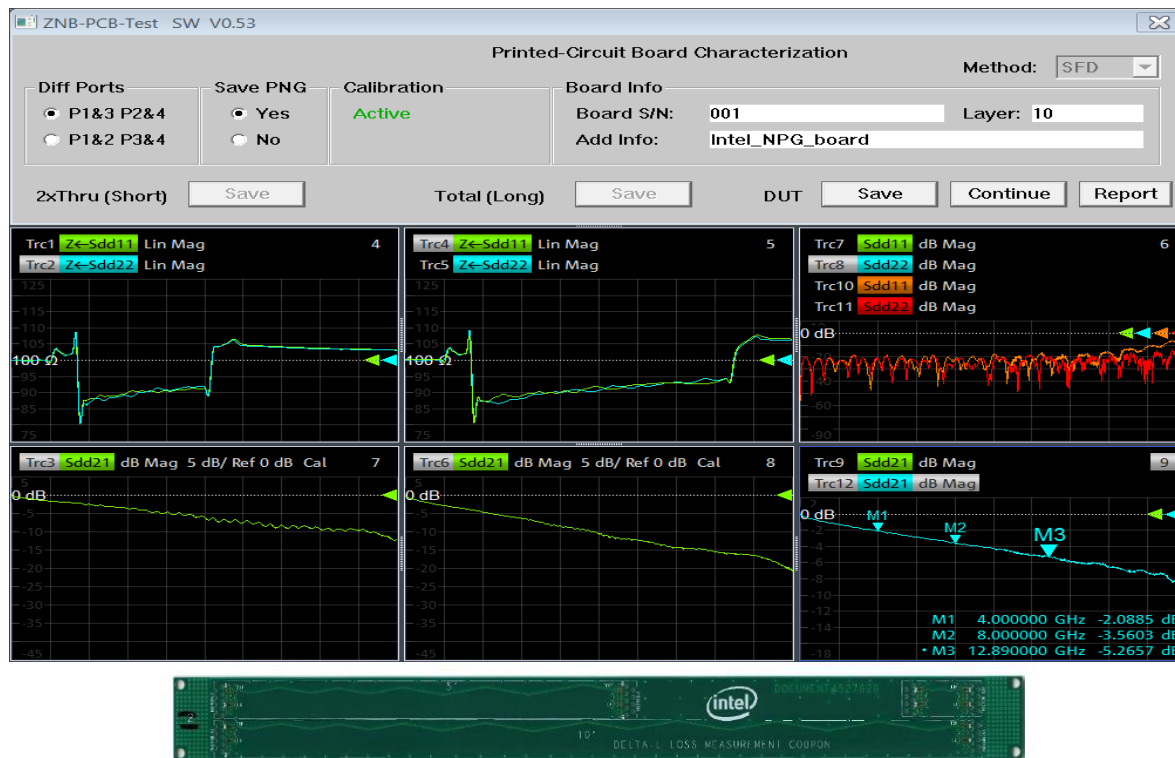 ZNB-PCB-Test SW V0.53
Printed-Circuit Board Characterization
Method: SFD
Diff Ports
Save PNG
Calibration
Board Info
P1&3 P2&4
Yes
Active
Board S/N: 001
Layer: 10
P1&2 P3&4
No
Add Info: Intel_NPG_board
2xThru (Short) Save
Total (Long) Save
DUT Save Continue Report
Trc1 Z←Sdd11 Lin Mag 4
Trc2 Z←Sdd22 Lin Mag
125
115
110
105
100 Ω
95
90
85
75
Trc4 Z←Sdd11 Lin Mag 5
Trc5 Z←Sdd22 Lin Mag
125
115
110
105
100 Ω
95
90
85
75
Trc7 Sdd11 dB Mag 6
Trc8 Sdd22 dB Mag
Trc10 Sdd11 dB Mag
Trc11 Sdd22 dB Mag
0 dB
-40
-60
-90
Trc3 Sdd21 dB Mag 5 dB/ Ref 0 dB Cal 7
5
0 dB
-5
-10
-15
-20
-25
-30
-35
-45
Trc6 Sdd21 dB Mag 5 dB/ Ref 0 dB Cal 8
5
0 dB
-5
-10
-15
-20
-25
-30
-35
-45
Trc9 Sdd21 dB Mag 9
Trc12 Sdd21 dB Mag
2
0 dB
M1
M2
M3
-4
-6
-8
-10
-12
-14
-18
M1 4.000000 GHz -2.0885 dB
M2 8.000000 GHz -3.5603 dB
• M3 12.890000 GHz -5.2657 dB
5"
intel
2
10"
DELTA-L LOSS MEASUREMENT COUPON